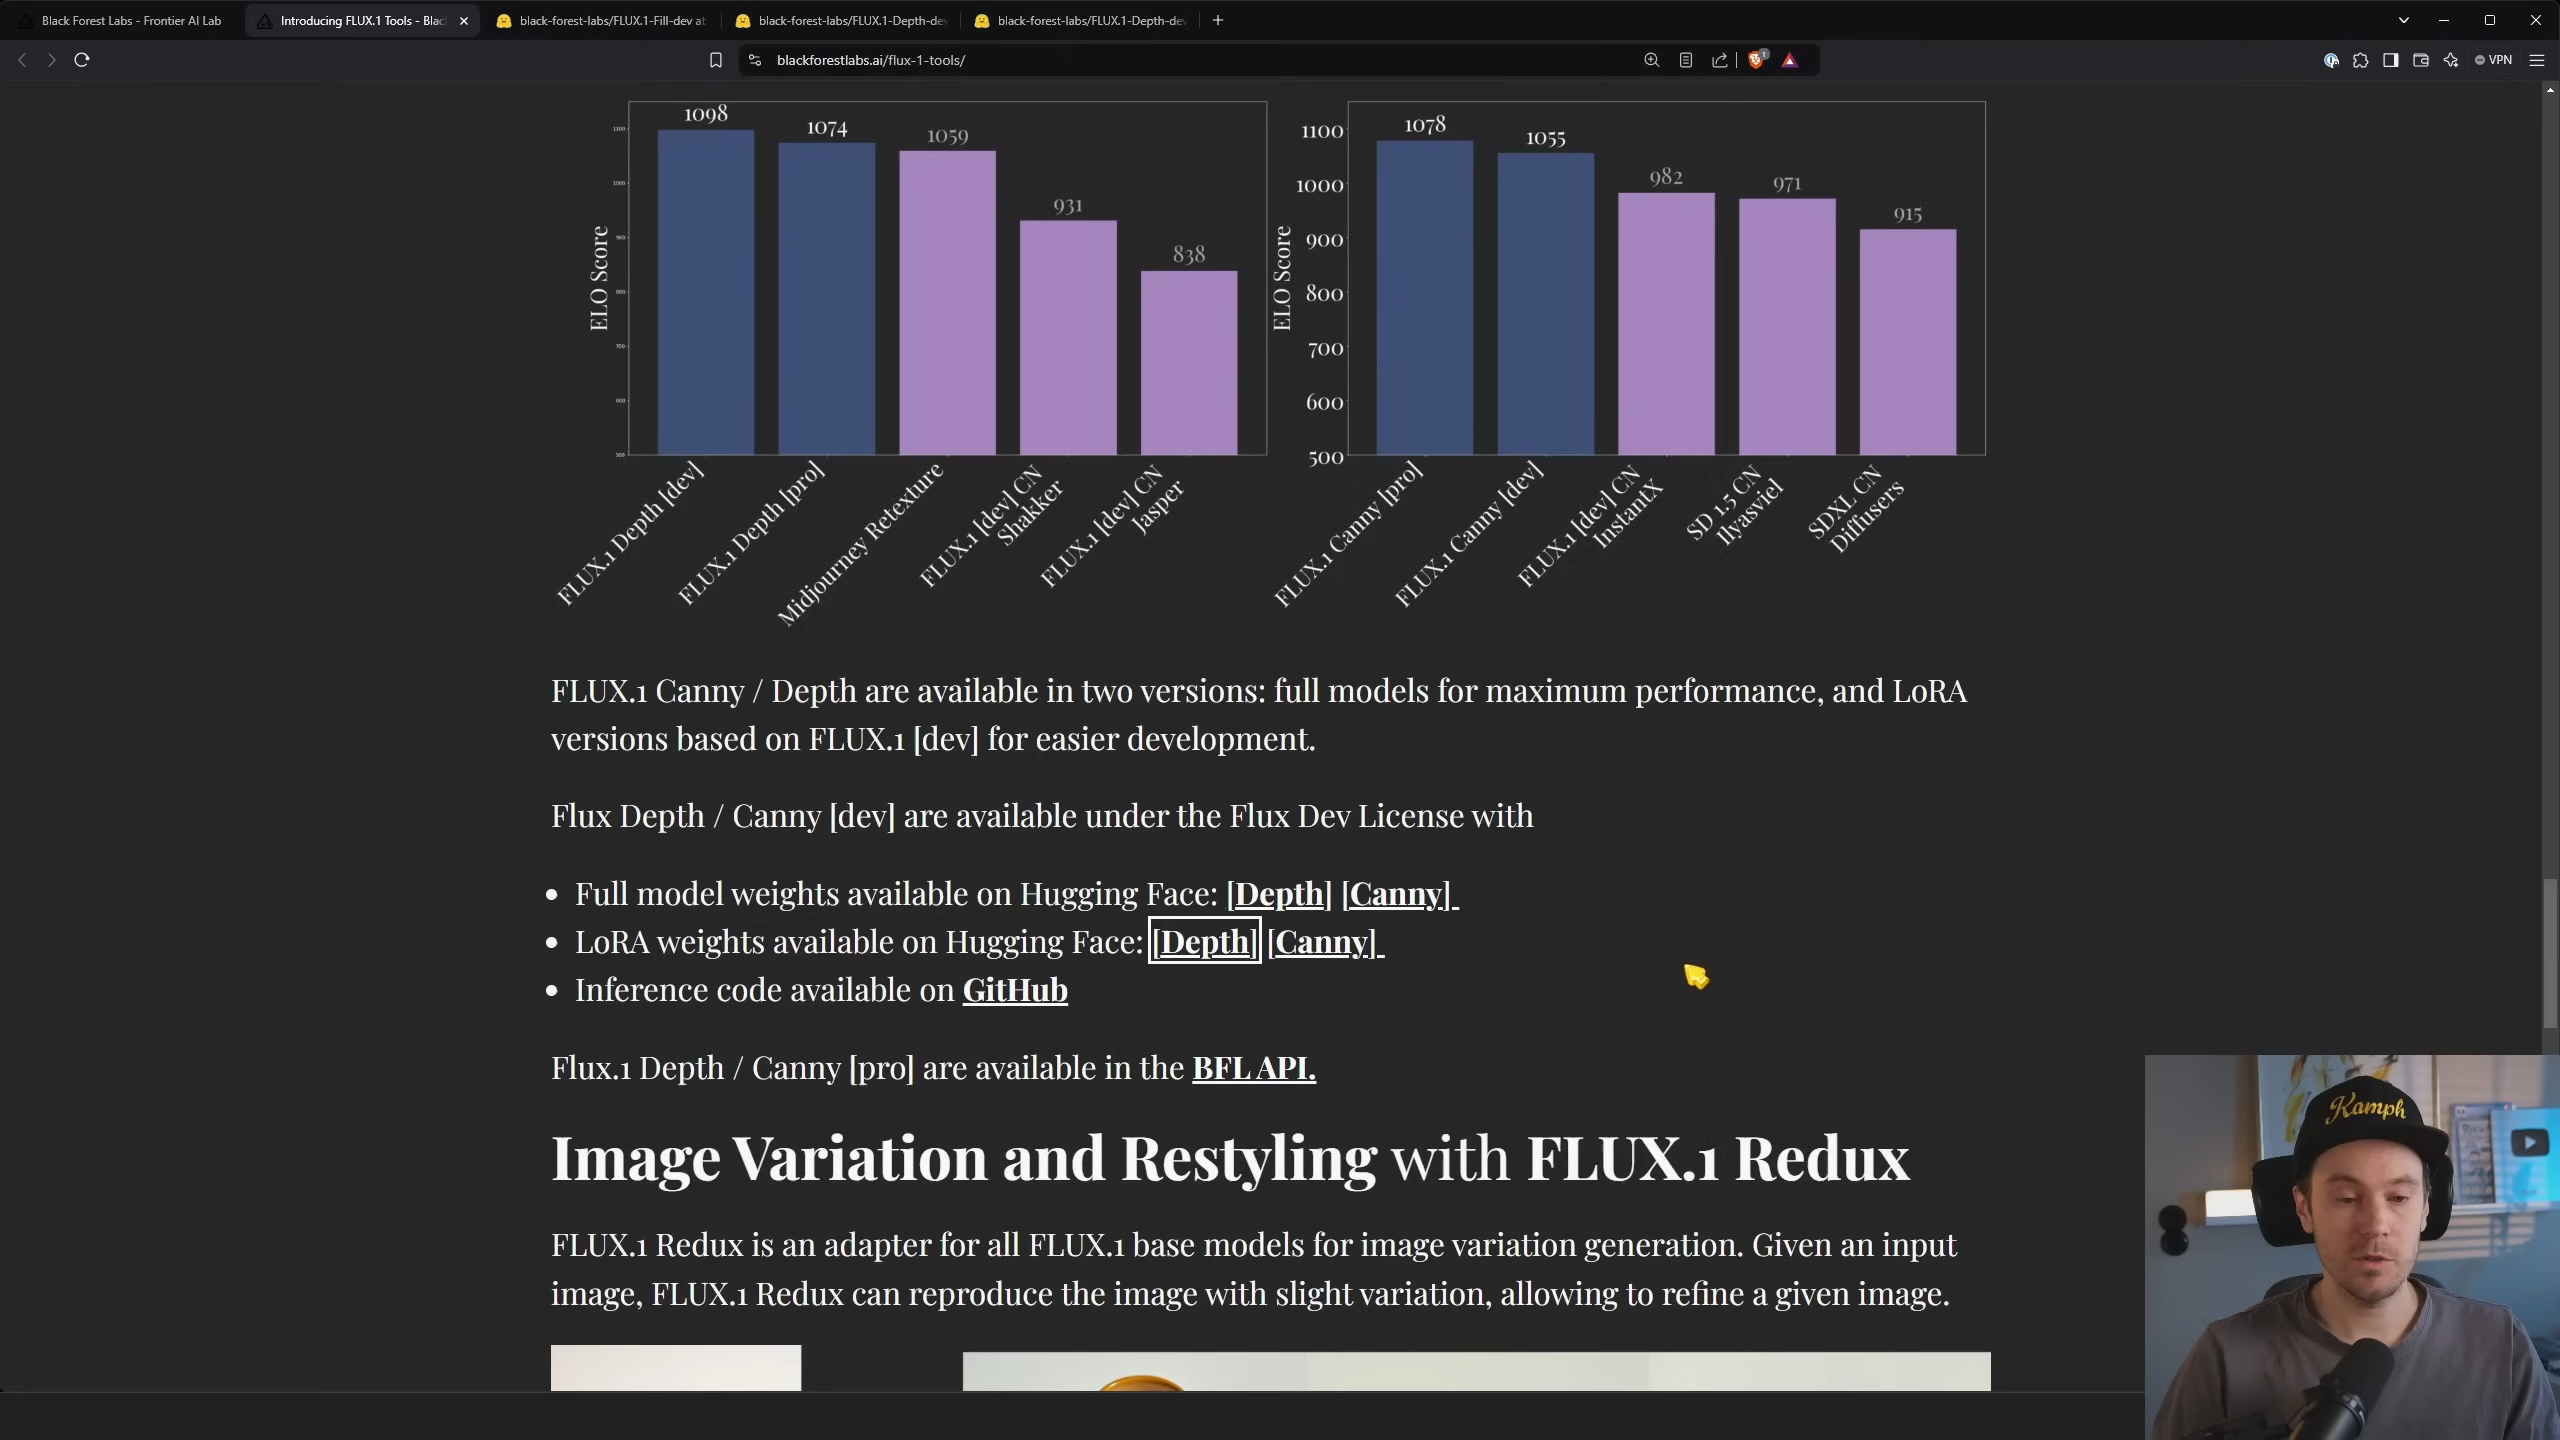 Black Forest Labs - Frontier AI Lab
Introducing FLUX.1 Tools - Blac
black-forest-labs/FLUX.1-Fill-dev at
black-forest-labs/FLUX.1-Depth-dev
black-forest-labs/FLUX.1-Depth-dev
blackforestlabs.ai/flux-1-tools/
1
VPN
ELO Score
1100
1000
900
800
700
600
500
1098
1074
1059
931
838
FLUX.1 Depth [dev]
FLUX.1 Depth [pro]
Midjourney Retexture
FLUX.1 [dev] CN
Shakker
FLUX.1 [dev] CN
Jasper
ELO Score
1100
1000
900
800
700
600
500
1078
1055
982
971
915
FLUX.1 Canny [pro]
FLUX.1 Canny [dev]
FLUX.1 [dev] CN
InstantX
SD 1.5 CN
Ilyasviel
SDXL CN
Diffusers
FLUX.1 Canny / Depth are available in two versions: full models for maximum performance, and LoRA
versions based on FLUX.1 [dev] for easier development.
Flux Depth / Canny [dev] are available under the Flux Dev License with
• Full model weights available on Hugging Face: [Depth] [Canny]
• LoRA weights available on Hugging Face: [Depth] [Canny]
• Inference code available on GitHub
Flux.1 Depth / Canny [pro] are available in the BFL API.
Image Variation and Restyling with FLUX.1 Redux
FLUX.1 Redux is an adapter for all FLUX.1 base models for image variation generation. Given an input
image, FLUX.1 Redux can reproduce the image with slight variation, allowing to refine a given image.
Kamph